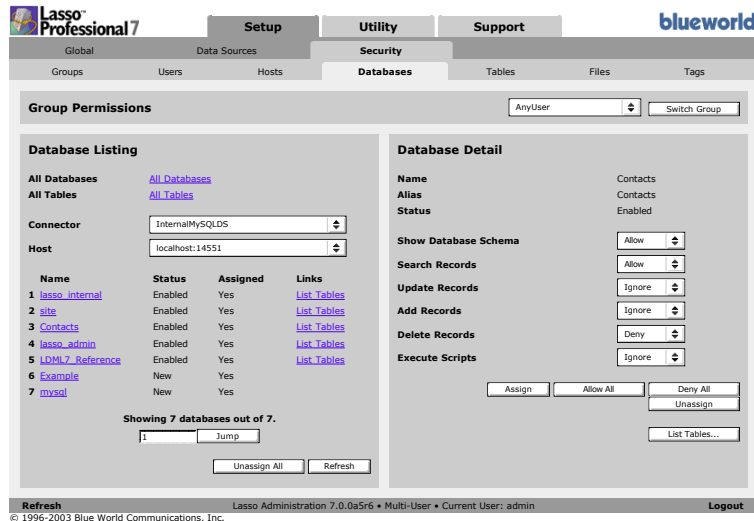 Lasso
Professional 7
Setup
Utility
Support
blueworld
Global
Data Sources
Security
Groups
Users
Hosts
Databases
Tables
Files
Tags
Group Permissions
AnyUser
Switch Group
Database Listing
All Databases All Databases
All Tables All Tables
Connector InternalMySQLDS
Host localhost:14551
Name Status Assigned Links
1 lasso_internal Enabled Yes List Tables
2 site Enabled Yes List Tables
3 Contacts Enabled Yes List Tables
4 lasso_admin Enabled Yes List Tables
5 LDML7_Reference Enabled Yes List Tables
6 Example New Yes
7 mysql New Yes
Showing 7 databases out of 7.
1 Jump
Unassign All Refresh
Database Detail
Name Contacts
Alias Contacts
Status Enabled
Show Database Schema Allow
Search Records Allow
Update Records Ignore
Add Records Ignore
Delete Records Deny
Execute Scripts Ignore
Assign Allow All Deny All
Unassign
List Tables...
Refresh Lasso Administration 7.0.0a5r6 • Multi-User • Current User: admin Logout
© 1996-2003 Blue World Communications, Inc.